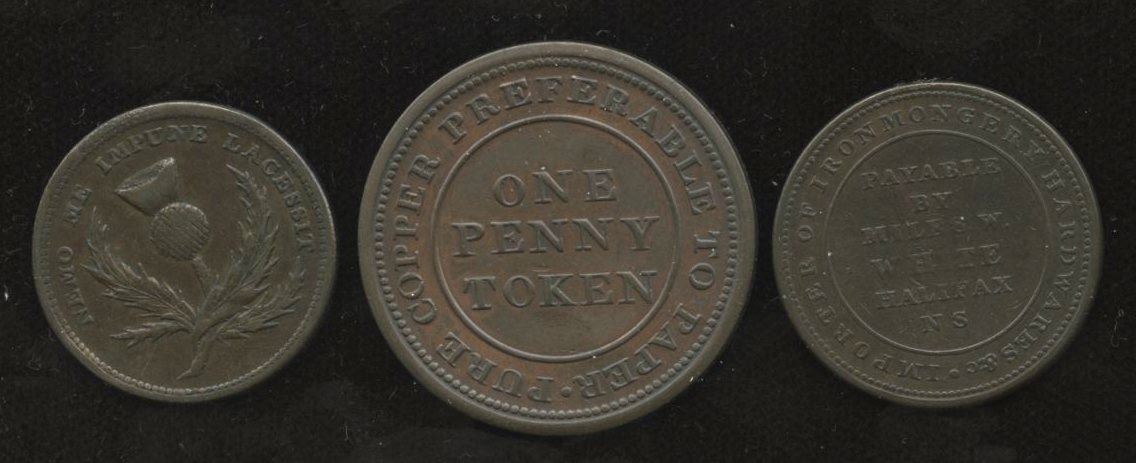 NEMO ME IMPUNE LACESSIT
PURE COPPER PREFERABLE TO PAPER
ONE
PENNY
TOKEN
IMPORTER OF IRONMONGERY HARDWARES &c
PAYABLE
BY
MILES W.
WHITE
HALIFAX
NS